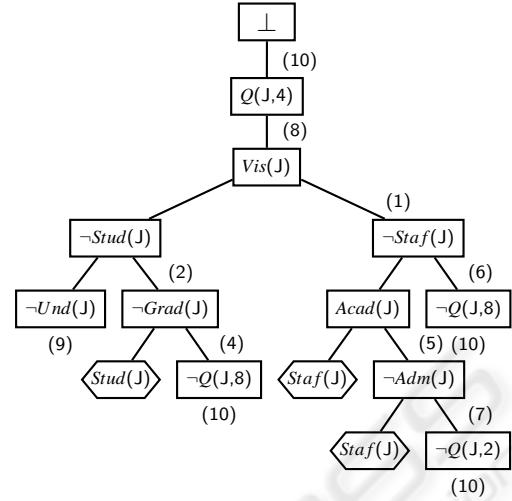 ⊥
(10)
Q(J,4)
(8)
Vis(J)
(1)
¬Stud(J) ¬Staf(J)
(2) (6)
¬Und(J) ¬Grad(J) Acad(J) ¬Q(J,8)
(9) (4) (5) (10)
Stud(J) ¬Q(J,8) Staf(J) ¬Adm(J)
(10) (7)
Staf(J) ¬Q(J,2)
(10)